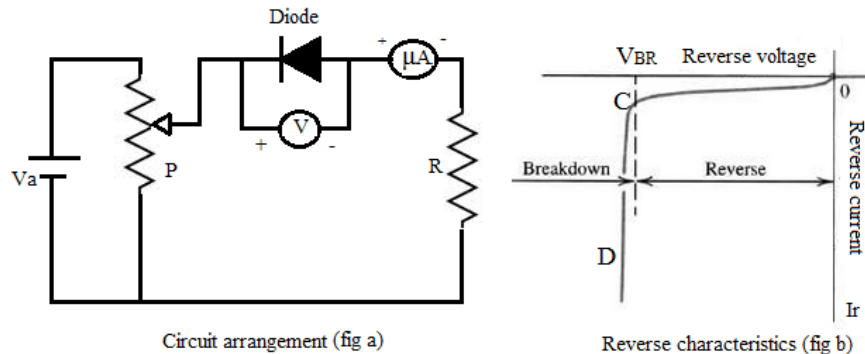 Diode
+ μA -
+ V -
Va
P
R
Circuit arrangement (fig a)
VBR Reverse voltage
C
0
Breakdown
Reverse
Reverse current
D
Ir
Reverse characteristics (fig b)